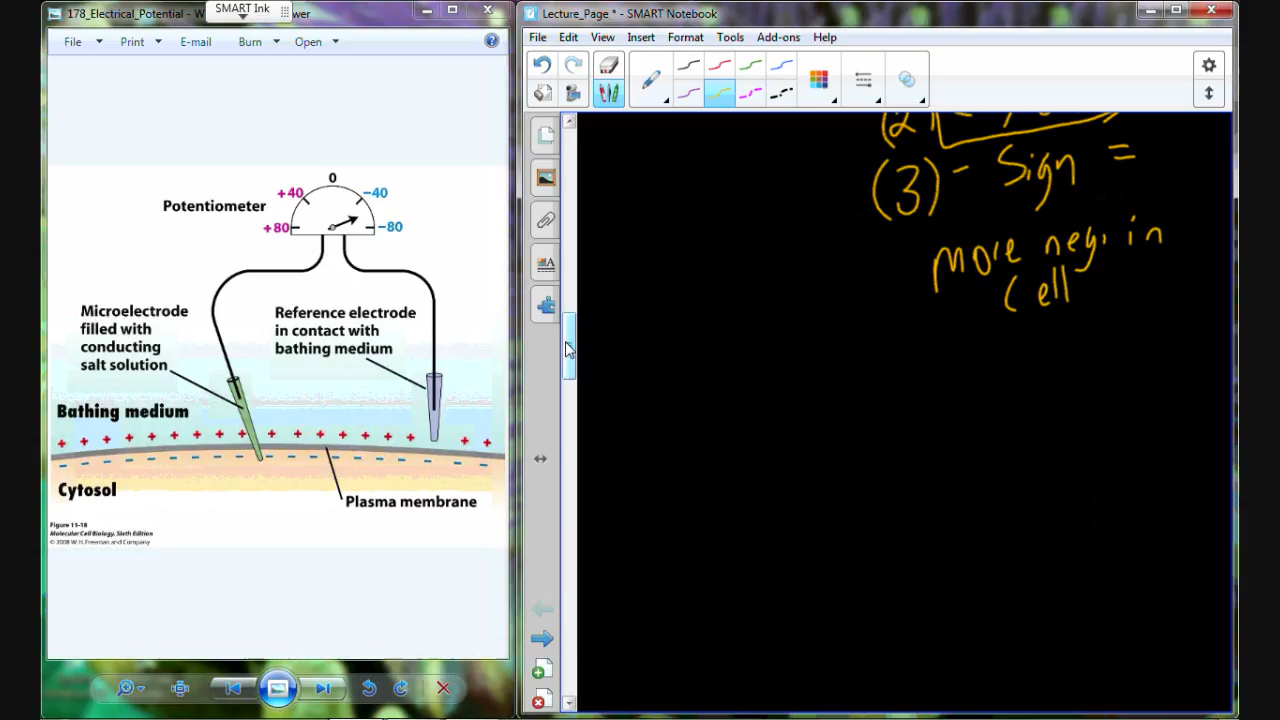 178_Electrical_Potential - W
SMART Ink
wer
File Print E-mail Burn Open
0
+40 −40
Potentiometer
+80 −80
Microelectrode
filled with
conducting
salt solution
Reference electrode
in contact with
bathing medium
Bathing medium
Cytosol
Plasma membrane
Figure 11-18
Molecular Cell Biology, Sixth Edition
© 2008 W. H. Freeman and Company
Lecture_Page * - SMART Notebook
File Edit View Insert Format Tools Add-ons Help
(2)
(3) - Sign =
More neg. in
Cell